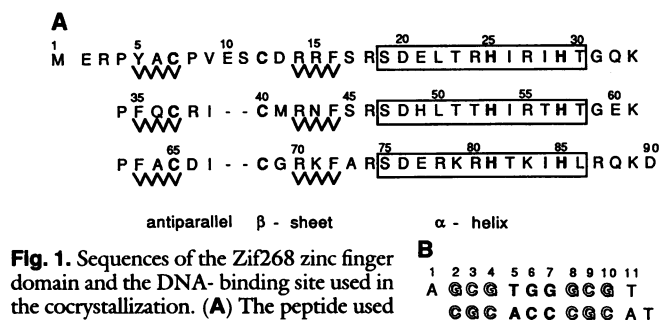 A
1 5 10 15 20 25 30
M E R P Y A C P V E S C D R R F S R S D E L T R H I R I H T G Q K
35 40 45 50 55 60
P F Q C R I - - C M R N F S R S D H L T T H I R T H T G E K
65 70 75 80 85 90
P F A C D I - - C G R K F A R S D E R K R H T K I H L R Q K D
antiparallel β - sheet α - helix
Fig. 1. Sequences of the Zif268 zinc finger
domain and the DNA- binding site used in
the cocrystallization. (A) The peptide used
B
1 2 3 4 5 6 7 8 9 10 11
A G C G T G G G C G T
C G C A C C C G C A T